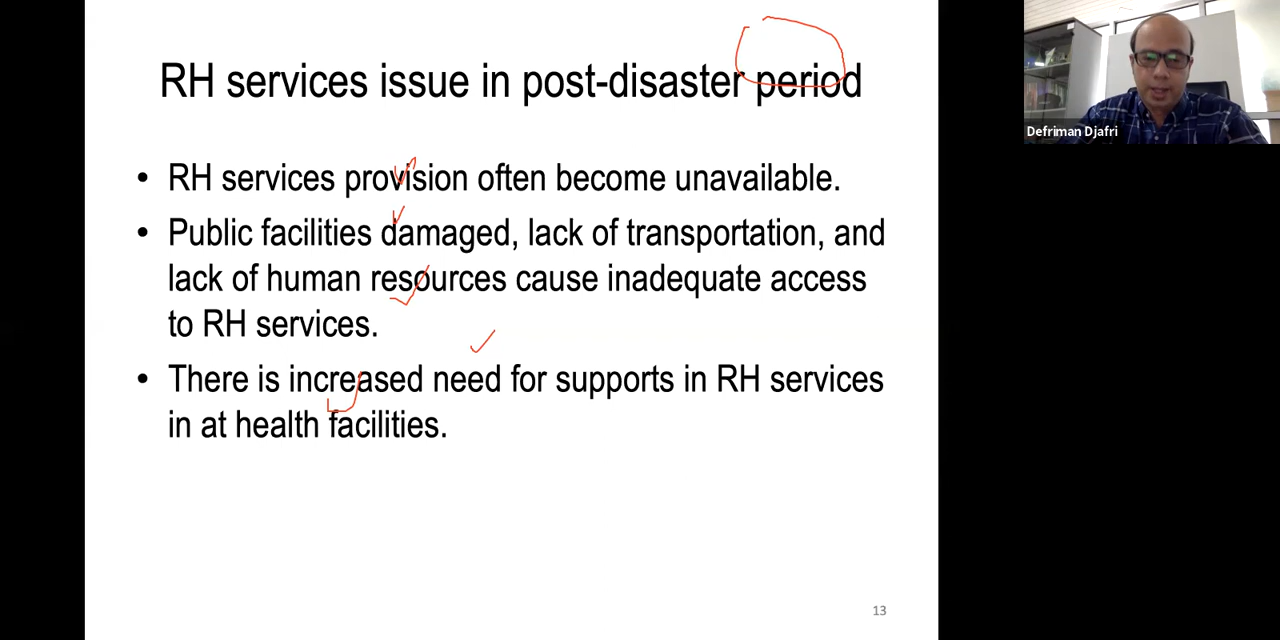 RH services issue in post-disaster period
Defriman Djafri
• RH services provision often become unavailable.
• Public facilities damaged, lack of transportation, and
lack of human resources cause inadequate access
to RH services.
• There is increased need for supports in RH services
in at health facilities.
13